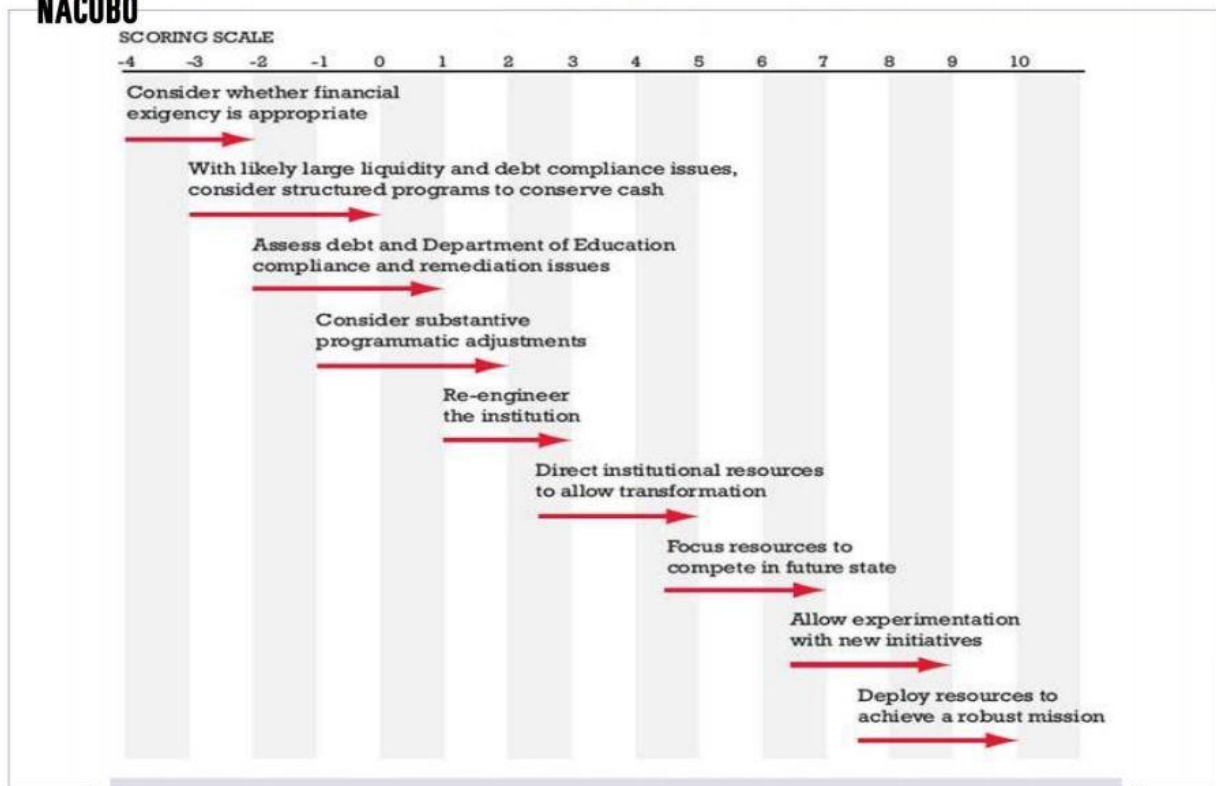 NACUBO
SCORING SCALE
-4 -3 -2 -1 0 1 2 3 4 5 6 7 8 9 10
Consider whether financial
exigency is appropriate
With likely large liquidity and debt compliance issues,
consider structured programs to conserve cash
Assess debt and Department of Education
compliance and remediation issues
Consider substantive
programmatic adjustments
Re-engineer
the institution
Direct institutional resources
to allow transformation
Focus resources to
compete in future state
Allow experimentation
with new initiatives
Deploy resources to
achieve a robust mission